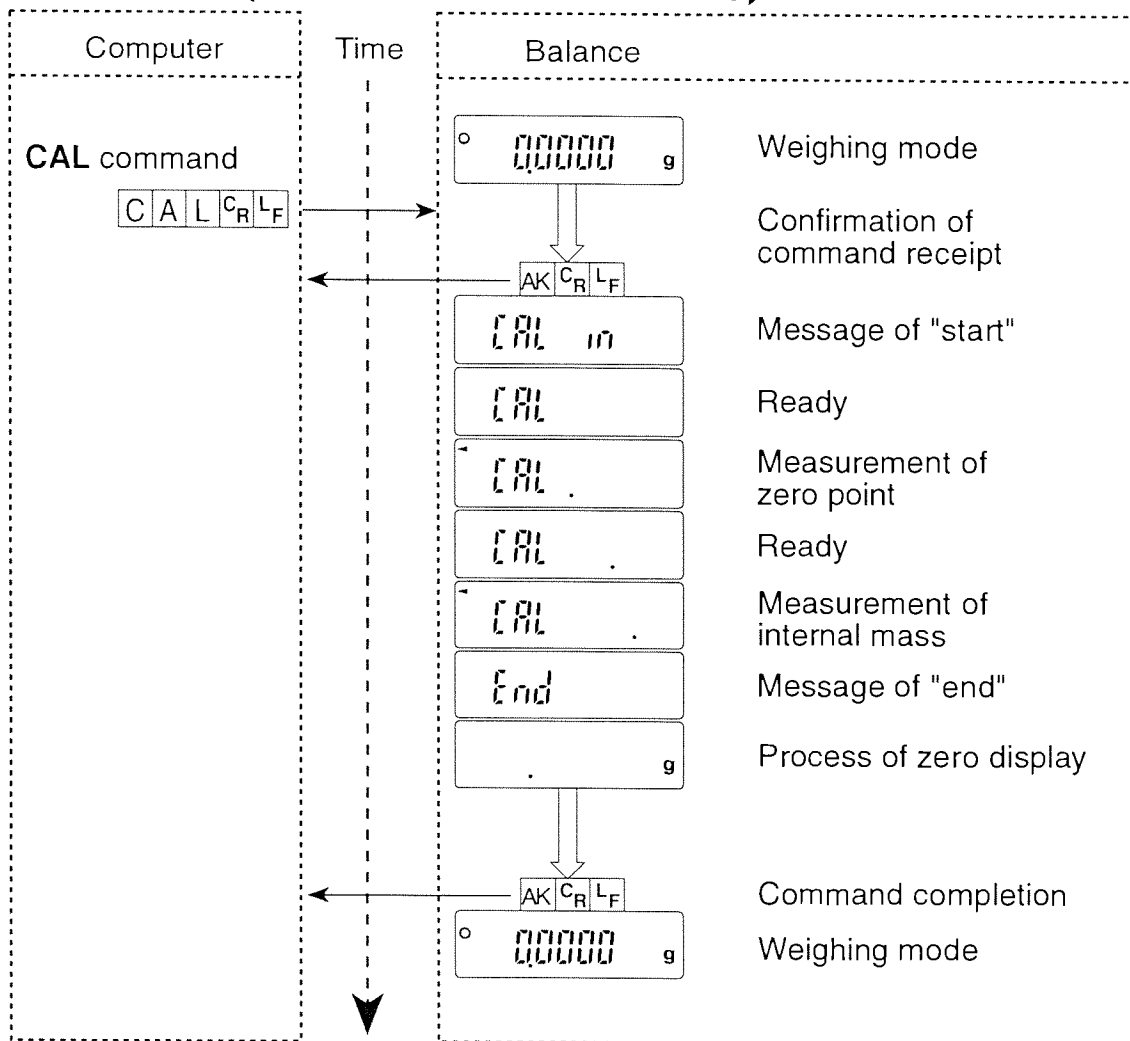 Computer Time Balance
0.0000 g Weighing mode
CAL command
C A L CR LF
Confirmation of
command receipt
AK CR LF
CAL in Message of "start"
CAL Ready
CAL . Measurement of
zero point
CAL . Ready
CAL . Measurement of
internal mass
End Message of "end"
. g Process of zero display
AK CR LF Command completion
0.0000 g Weighing mode